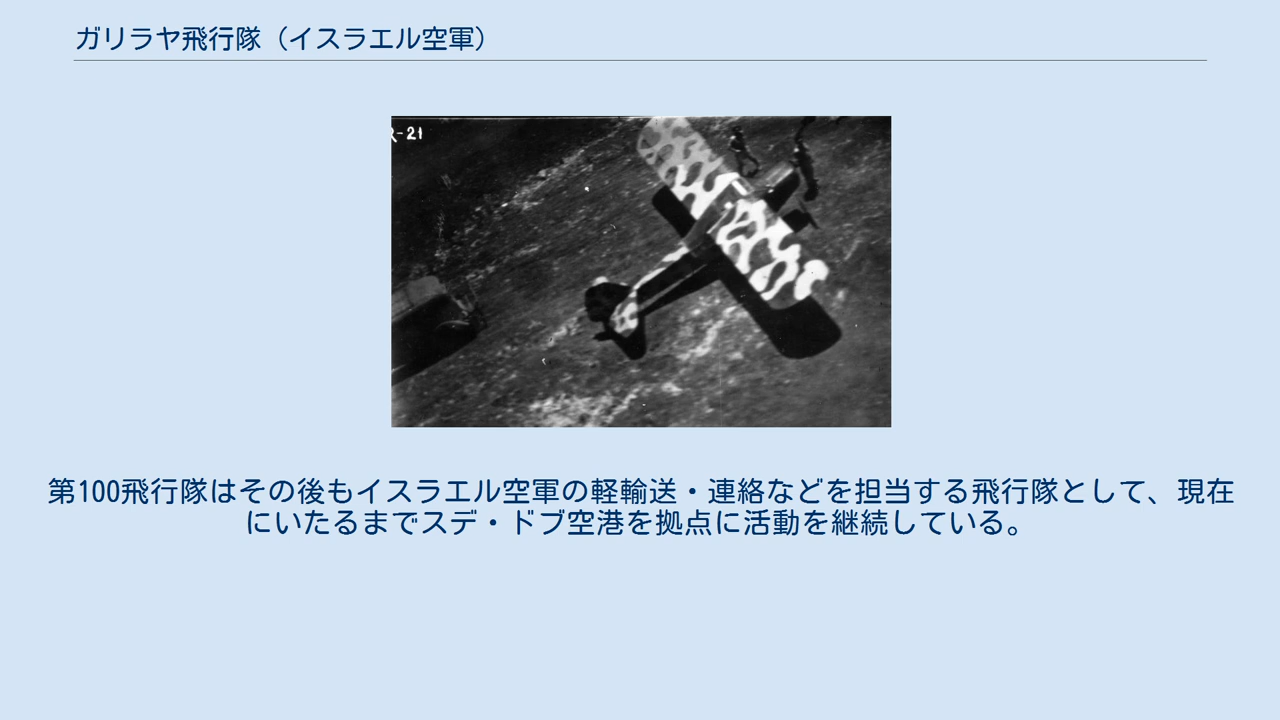 ガリラヤ飛行隊（イスラエル空軍）
R-21
第100飛行隊はその後もイスラエル空軍の軽輸送・連絡などを担当する飛行隊として、現在
にいたるまでスデ・ドブ空港を拠点に活動を継続している。